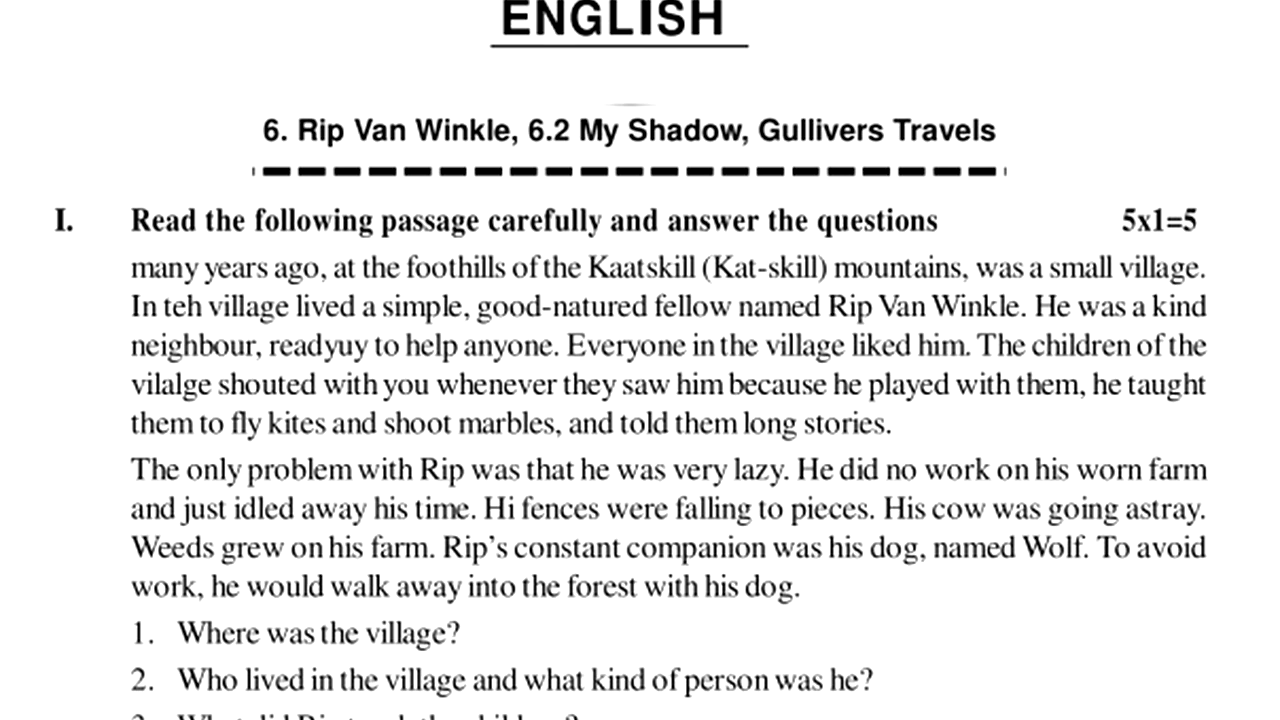 ENGLISH
6. Rip Van Winkle, 6.2 My Shadow, Gullivers Travels
I. Read the following passage carefully and answer the questions 5x1=5
many years ago, at the foothills of the Kaatskill (Kat-skill) mountains, was a small village.
In teh village lived a simple, good-natured fellow named Rip Van Winkle. He was a kind
neighbour, readyuy to help anyone. Everyone in the village liked him. The children of the
vilalge shouted with you whenever they saw him because he played with them, he taught
them to fly kites and shoot marbles, and told them long stories.
The only problem with Rip was that he was very lazy. He did no work on his worn farm
and just idled away his time. Hi fences were falling to pieces. His cow was going astray.
Weeds grew on his farm. Rip's constant companion was his dog, named Wolf. To avoid
work, he would walk away into the forest with his dog.
1. Where was the village?
2. Who lived in the village and what kind of person was he?